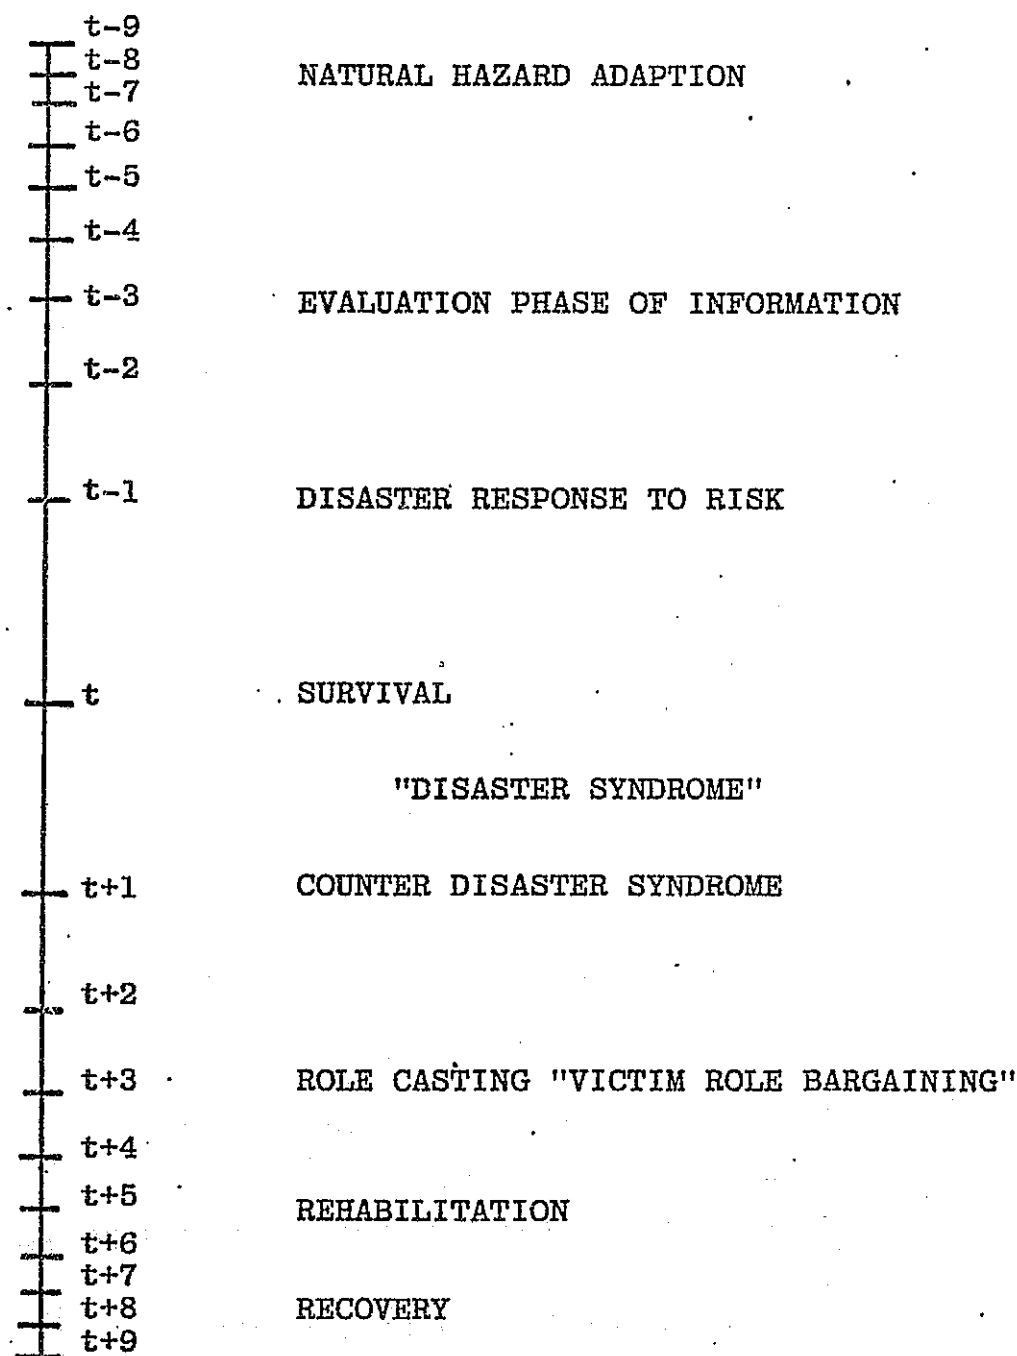 t-9
t-8
NATURAL HAZARD ADAPTION
t-7
t-6
t-5
t-4
t-3 EVALUATION PHASE OF INFORMATION
t-2
t-1 DISASTER RESPONSE TO RISK
t SURVIVAL
"DISASTER SYNDROME"
t+1 COUNTER DISASTER SYNDROME
t+2
t+3 ROLE CASTING "VICTIM ROLE BARGAINING"
t+4
t+5
REHABILITATION
t+6
t+7
t+8 RECOVERY
t+9